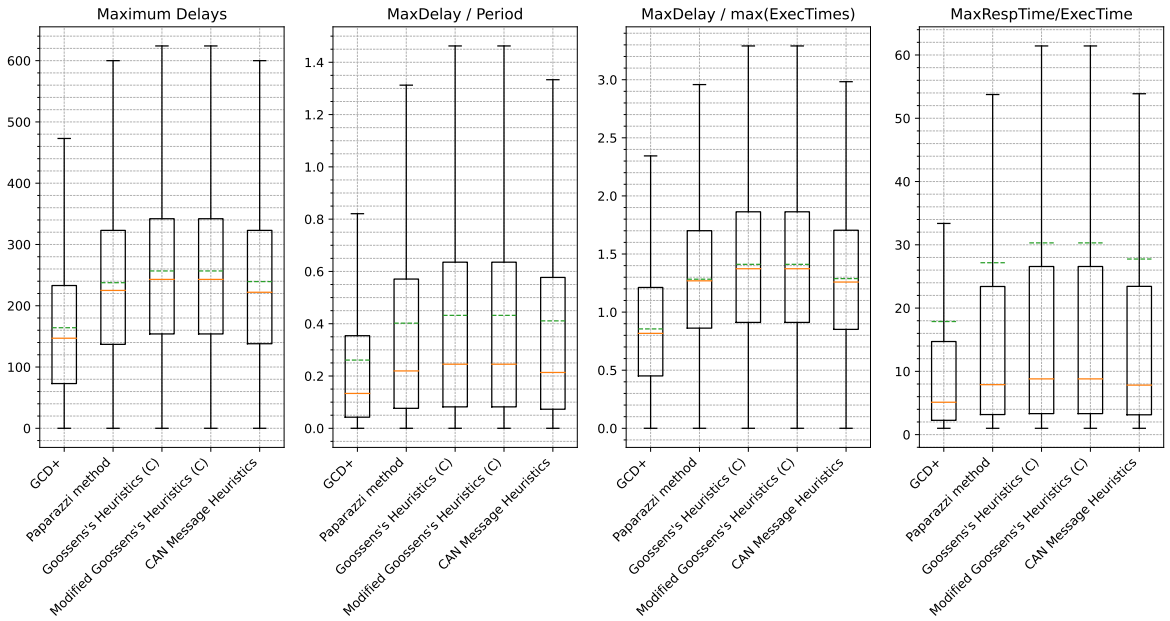 Maximum Delays
600
500
400
300
200
100
0
GCD+
Paparazzi method
Goossens's Heuristics (C)
Modified Goossens's Heuristics (C)
CAN Message Heuristics
MaxDelay / Period
1.4
1.2
1.0
0.8
0.6
0.4
0.2
0.0
GCD+
Paparazzi method
Goossens's Heuristics (C)
Modified Goossens's Heuristics (C)
CAN Message Heuristics
MaxDelay / max(ExecTimes)
3.0
2.5
2.0
1.5
1.0
0.5
0.0
GCD+
Paparazzi method
Goossens's Heuristics (C)
Modified Goossens's Heuristics (C)
CAN Message Heuristics
MaxRespTime/ExecTime
60
50
40
30
20
10
0
GCD+
Paparazzi method
Goossens's Heuristics (C)
Modified Goossens's Heuristics (C)
CAN Message Heuristics